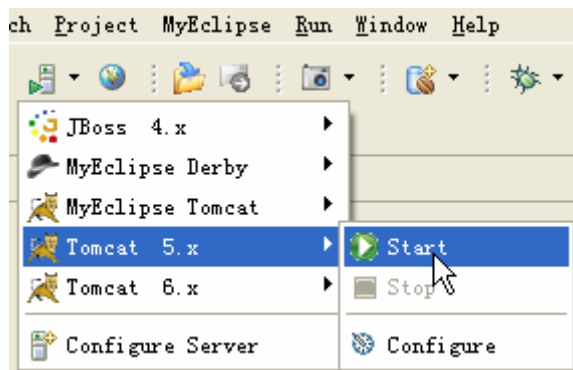 ch Project MyEclipse Run Window Help
JBoss 4.x
MyEclipse Derby
MyEclipse Tomcat
Tomcat 5.x
Start
Tomcat 6.x
Stop
Configure Server
Configure